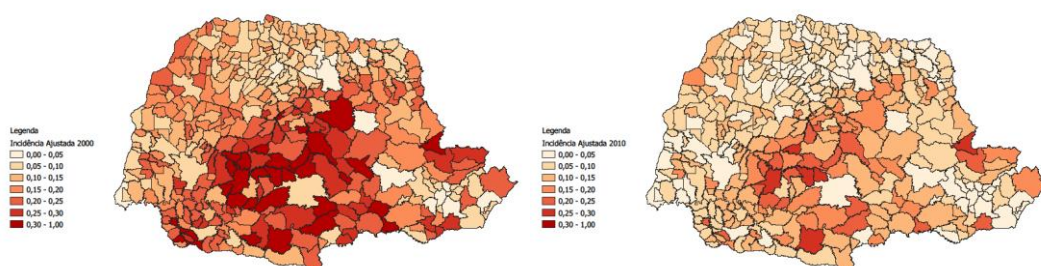 Legenda
Incidência Ajustada 2000
0,00 - 0,05
0,05 - 0,10
0,10 - 0,15
0,15 - 0,20
0,20 - 0,25
0,25 - 0,30
0,30 - 1,00
Legenda
Incidência Ajustada 2010
0,00 - 0,05
0,05 - 0,10
0,10 - 0,15
0,15 - 0,20
0,20 - 0,25
0,25 - 0,30
0,30 - 1,00